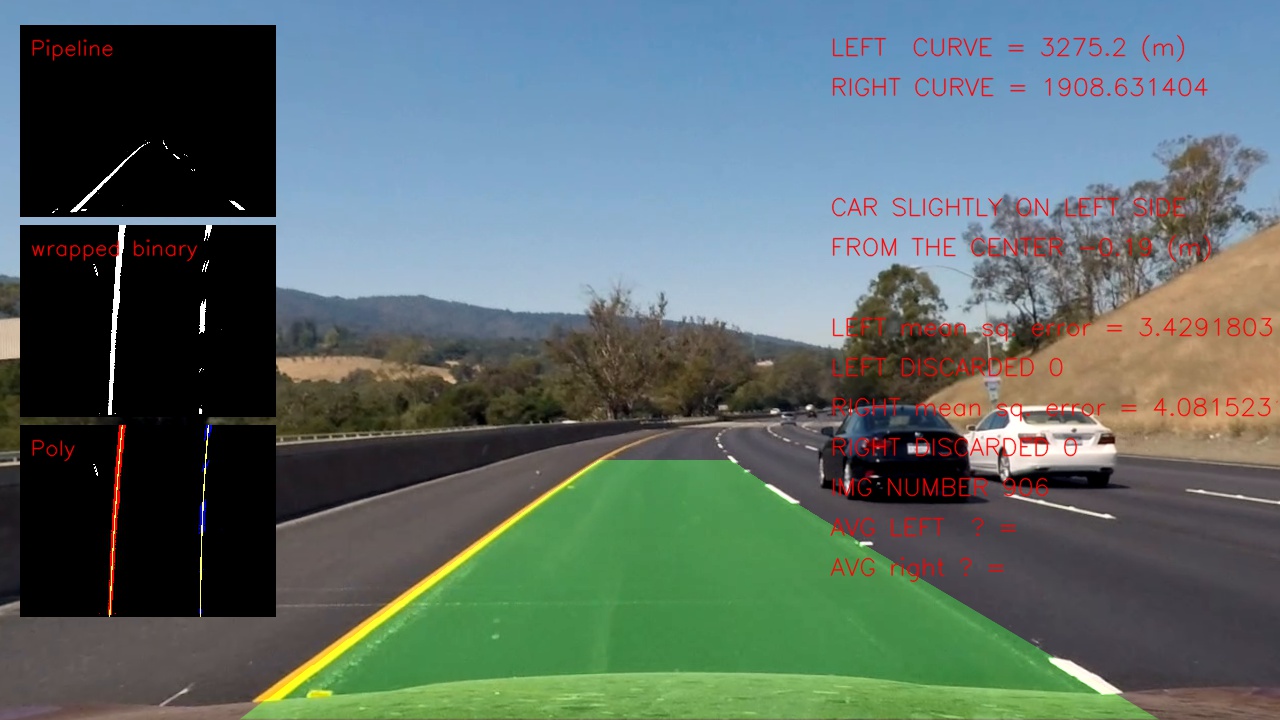 Pipeline
wrapped binary
Poly
LEFT CURVE = 3275.2 (m)
RIGHT CURVE = 1908.631404
CAR SLIGHTLY ON LEFT SIDE
FROM THE CENTER -0.19 (m)
LEFT mean sq. error = 3.4291803
LEFT DISCARDED 0
RIGHT mean sq. error = 4.081523
RIGHT DISCARDED 0
IMG NUMBER 906
AVG LEFT ? =
AVG right ? =